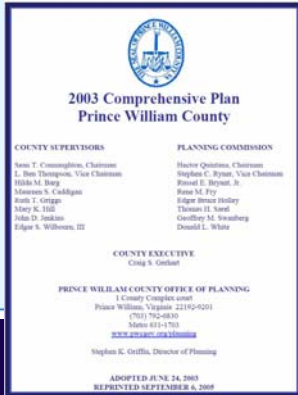 2003 Comprehensive Plan
Prince William County
COUNTY SUPERVISORS
Sean T. Connaughton, Chairman
L. Ben Thompson, Vice Chairman
Hilda M. Barg
Maureen S. Caddigan
Ruth T. Griggs
Mary K. Hill
John D. Jenkins
Edgar S. Wilbourn, III
PLANNING COMMISSION
Hector Quintana, Chairman
Stephen C. Ryner, Vice Chairman
Russel E. Bryant, Jr.
Rene M. Fry
Edgar Bruce Holley
Thomas H.
Geoffrey M. Swanberg
Donald L. White
COUNTY EXECUTIVE
Craig S. Gerhart
PRINCE WILLIAM COUNTY OFFICE OF PLANNING
1 County Complex court
Prince William, Virginia 22192-9201
(703) 792-6830
Metro 631-1703
www.pwcgov.org/planning
Stephen K. Griffin, Director of Planning
ADOPTED JUNE 24, 2003
REPRINTED SEPTEMBER 6, 2005